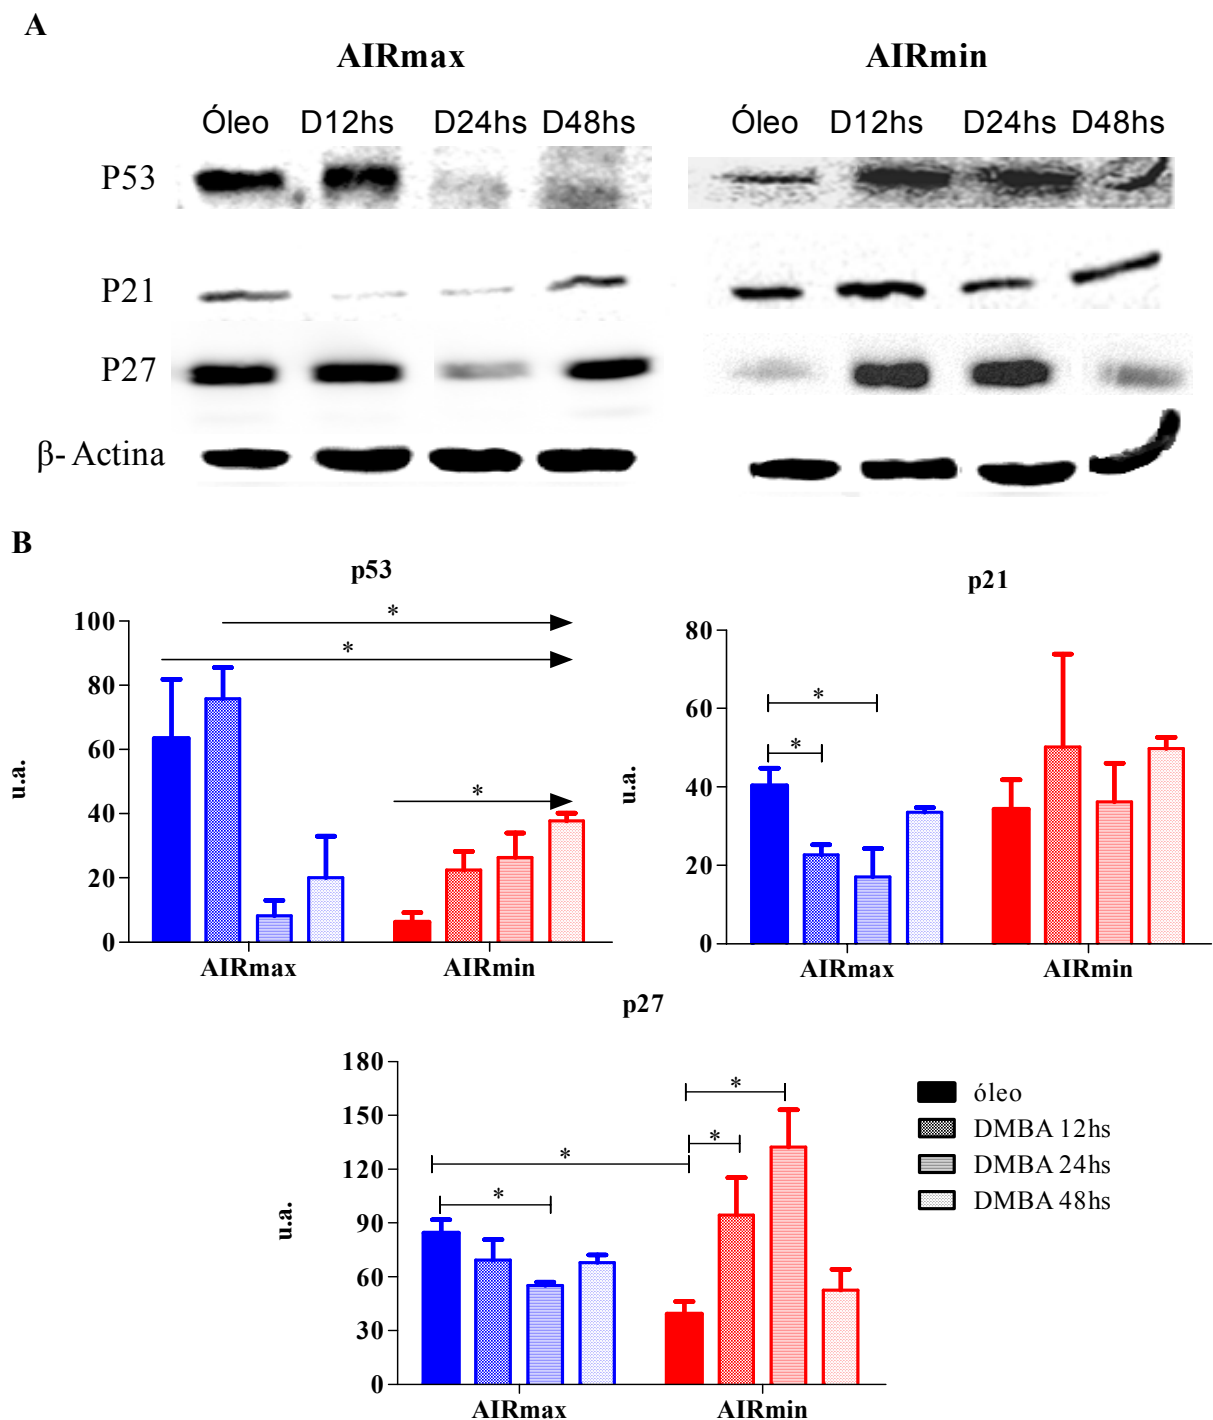 A
AIRmax AIRmin
Óleo D12hs D24hs D48hs Óleo D12hs D24hs D48hs
P53
P21
P27
β- Actina
B
p53
u.a.
100
80
60
40
20
0
* 
*
*
AIRmax AIRmin
p21
u.a.
80
60
40
20
0
*
*
AIRmax AIRmin
p27
u.a.
180
150
120
90
60
30
0
*
*
*
*
AIRmax AIRmin
óleo
DMBA 12hs
DMBA 24hs
DMBA 48hs